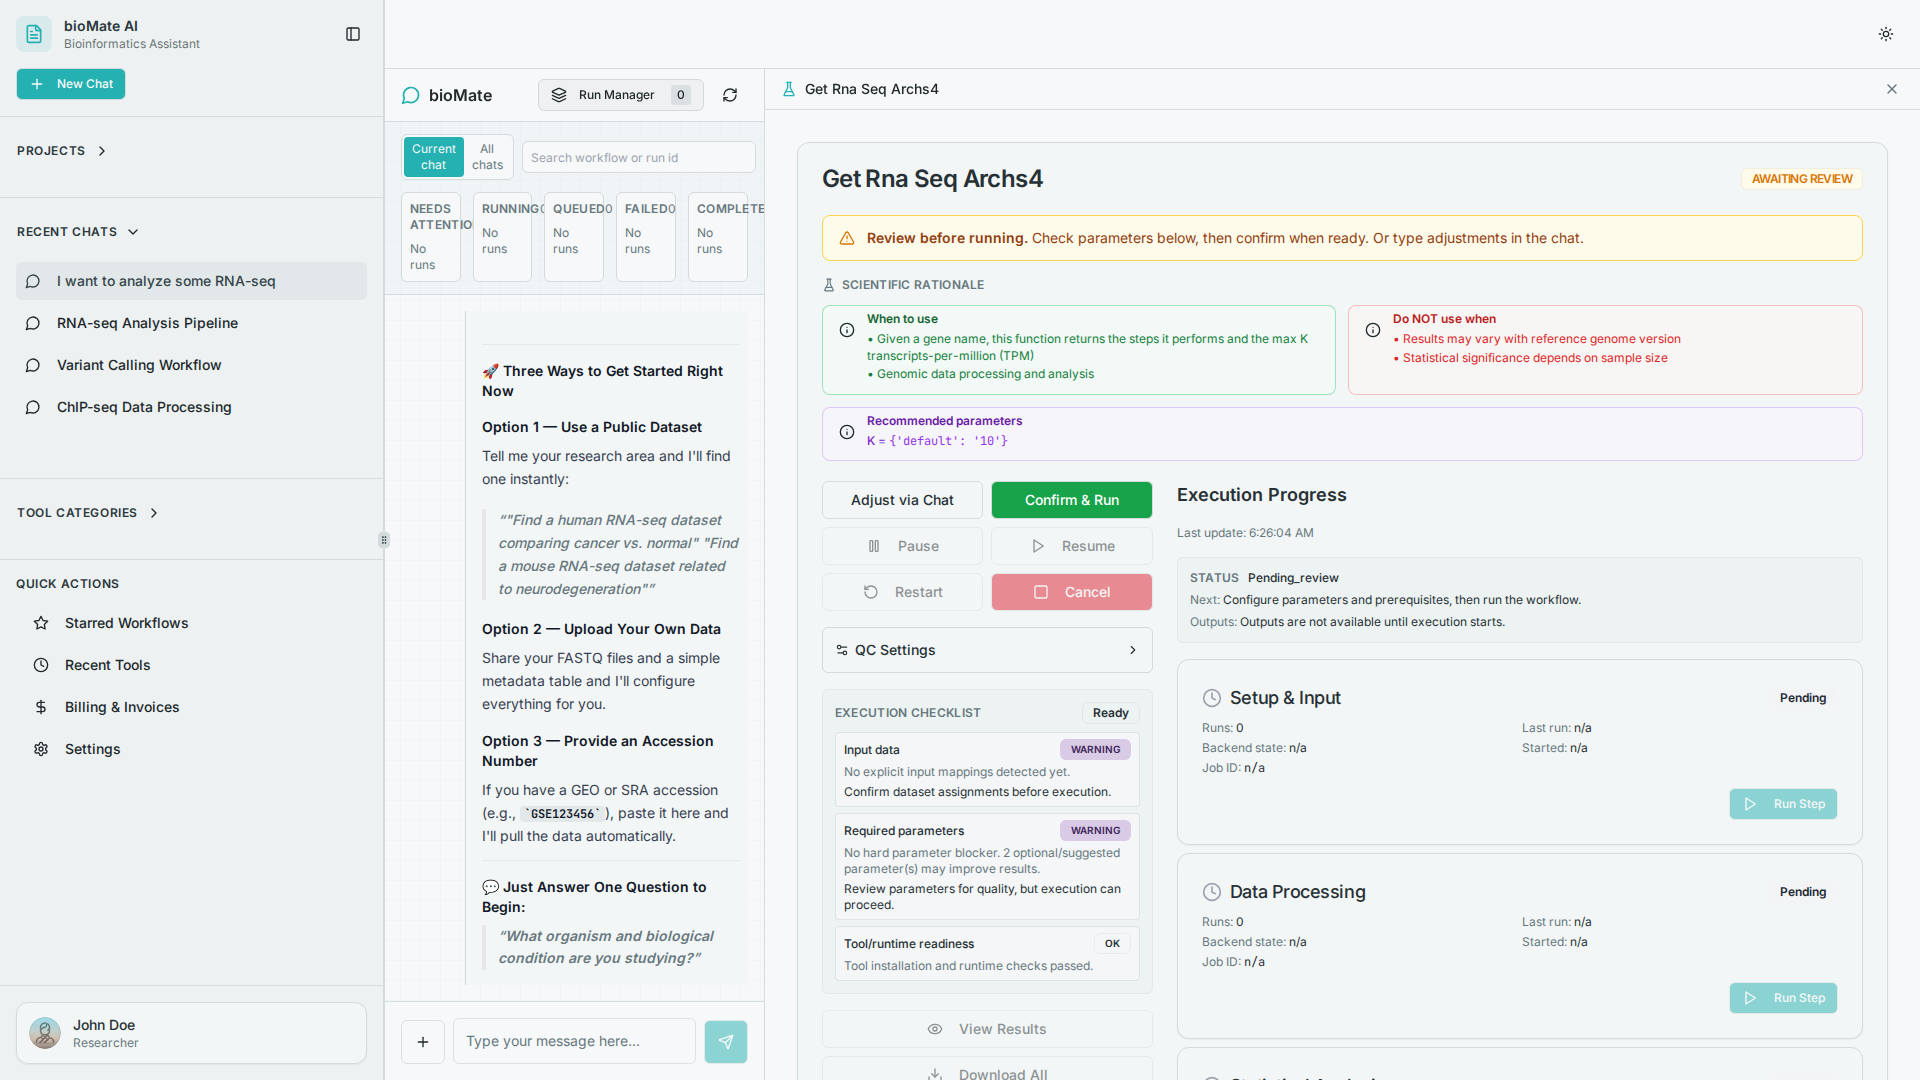 bioMate AI
Bioinformatics Assistant
New Chat
PROJECTS
RECENT CHATS
I want to analyze some RNA-seq
RNA-seq Analysis Pipeline
Variant Calling Workflow
ChIP-seq Data Processing
TOOL CATEGORIES
QUICK ACTIONS
Starred Workflows
Recent Tools
Billing & Invoices
Settings
John Doe
Researcher
bioMate
Run Manager 0
Current chat
All chats
Search workflow or run id
NEEDS ATTENTIO
No runs
RUNNING
No runs
QUEUED0
No runs
FAILED0
No runs
COMPLETE
No runs
🚀 Three Ways to Get Started Right
Now
Option 1 — Use a Public Dataset
Tell me your research area and I'll find
one instantly:
“"Find a human RNA-seq dataset
comparing cancer vs. normal" "Find
a mouse RNA-seq dataset related
to neurodegeneration"”
Option 2 — Upload Your Own Data
Share your FASTQ files and a simple
metadata table and I'll configure
everything for you.
Option 3 — Provide an Accession
Number
If you have a GEO or SRA accession
(e.g., `GSE123456`), paste it here and
I'll pull the data automatically.
💬 Just Answer One Question to
Begin:
“What organism and biological
condition are you studying?”
Type your message here...
Get Rna Seq Archs4
Get Rna Seq Archs4
AWAITING REVIEW
Review before running. Check parameters below, then confirm when ready. Or type adjustments in the chat.
SCIENTIFIC RATIONALE
When to use
• Given a gene name, this function returns the steps it performs and the max K
transcripts-per-million (TPM)
• Genomic data processing and analysis
Do NOT use when
• Results may vary with reference genome version
• Statistical significance depends on sample size
Recommended parameters
K = {'default': '10'}
Adjust via Chat
Confirm & Run
Pause
Resume
Restart
Cancel
QC Settings
EXECUTION CHECKLIST
Ready
Input data
WARNING
No explicit input mappings detected yet.
Confirm dataset assignments before execution.
Required parameters
WARNING
No hard parameter blocker. 2 optional/suggested
parameter(s) may improve results.
Review parameters for quality, but execution can
proceed.
Tool/runtime readiness
OK
Tool installation and runtime checks passed.
View Results
Download All
Execution Progress
Last update: 6:26:04 AM
STATUS Pending_review
Next: Configure parameters and prerequisites, then run the workflow.
Outputs: Outputs are not available until execution starts.
Setup & Input
Pending
Runs: 0
Last run: n/a
Backend state: n/a
Started: n/a
Job ID: n/a
Run Step
Data Processing
Pending
Runs: 0
Last run: n/a
Backend state: n/a
Started: n/a
Job ID: n/a
Run Step